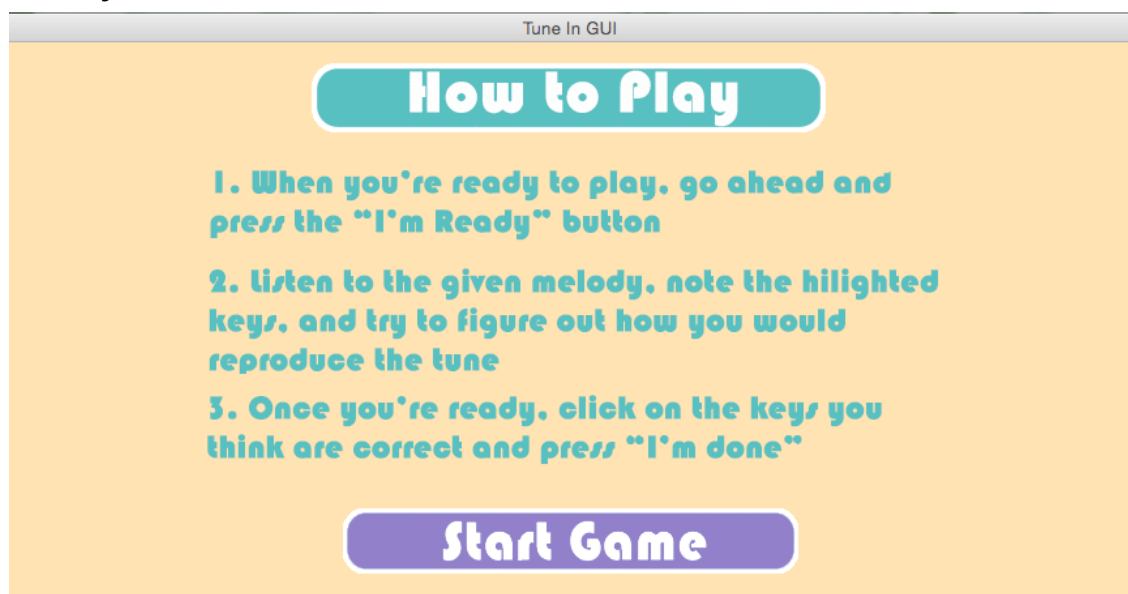 Tune In GUI
How to Play
1. When you're ready to play, go ahead and
press the "I'm Ready" button
2. Listen to the given melody, note the hilighted
keys, and try to figure out how you would
reproduce the tune
3. Once you're ready, click on the keys you
think are correct and press "I'm done"
Start Game